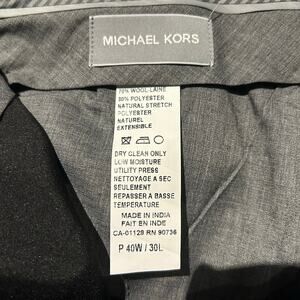 MICHAEL KORS
70% WOOL-LAINE
30% POLYESTER
NATURAL STRETCH
POLYESTER
NATUREL
EXTENSIBLE
DRY CLEAN ONLY
LOW MOISTURE
UTILITY PRESS
NETTOYAGE A SEC
SEULEMENT
REPASSER A BASSE
TEMPERATURE
MADE IN INDIA
FAIT EN INDE
CA-01128 RN 90736
P 40W / 30L